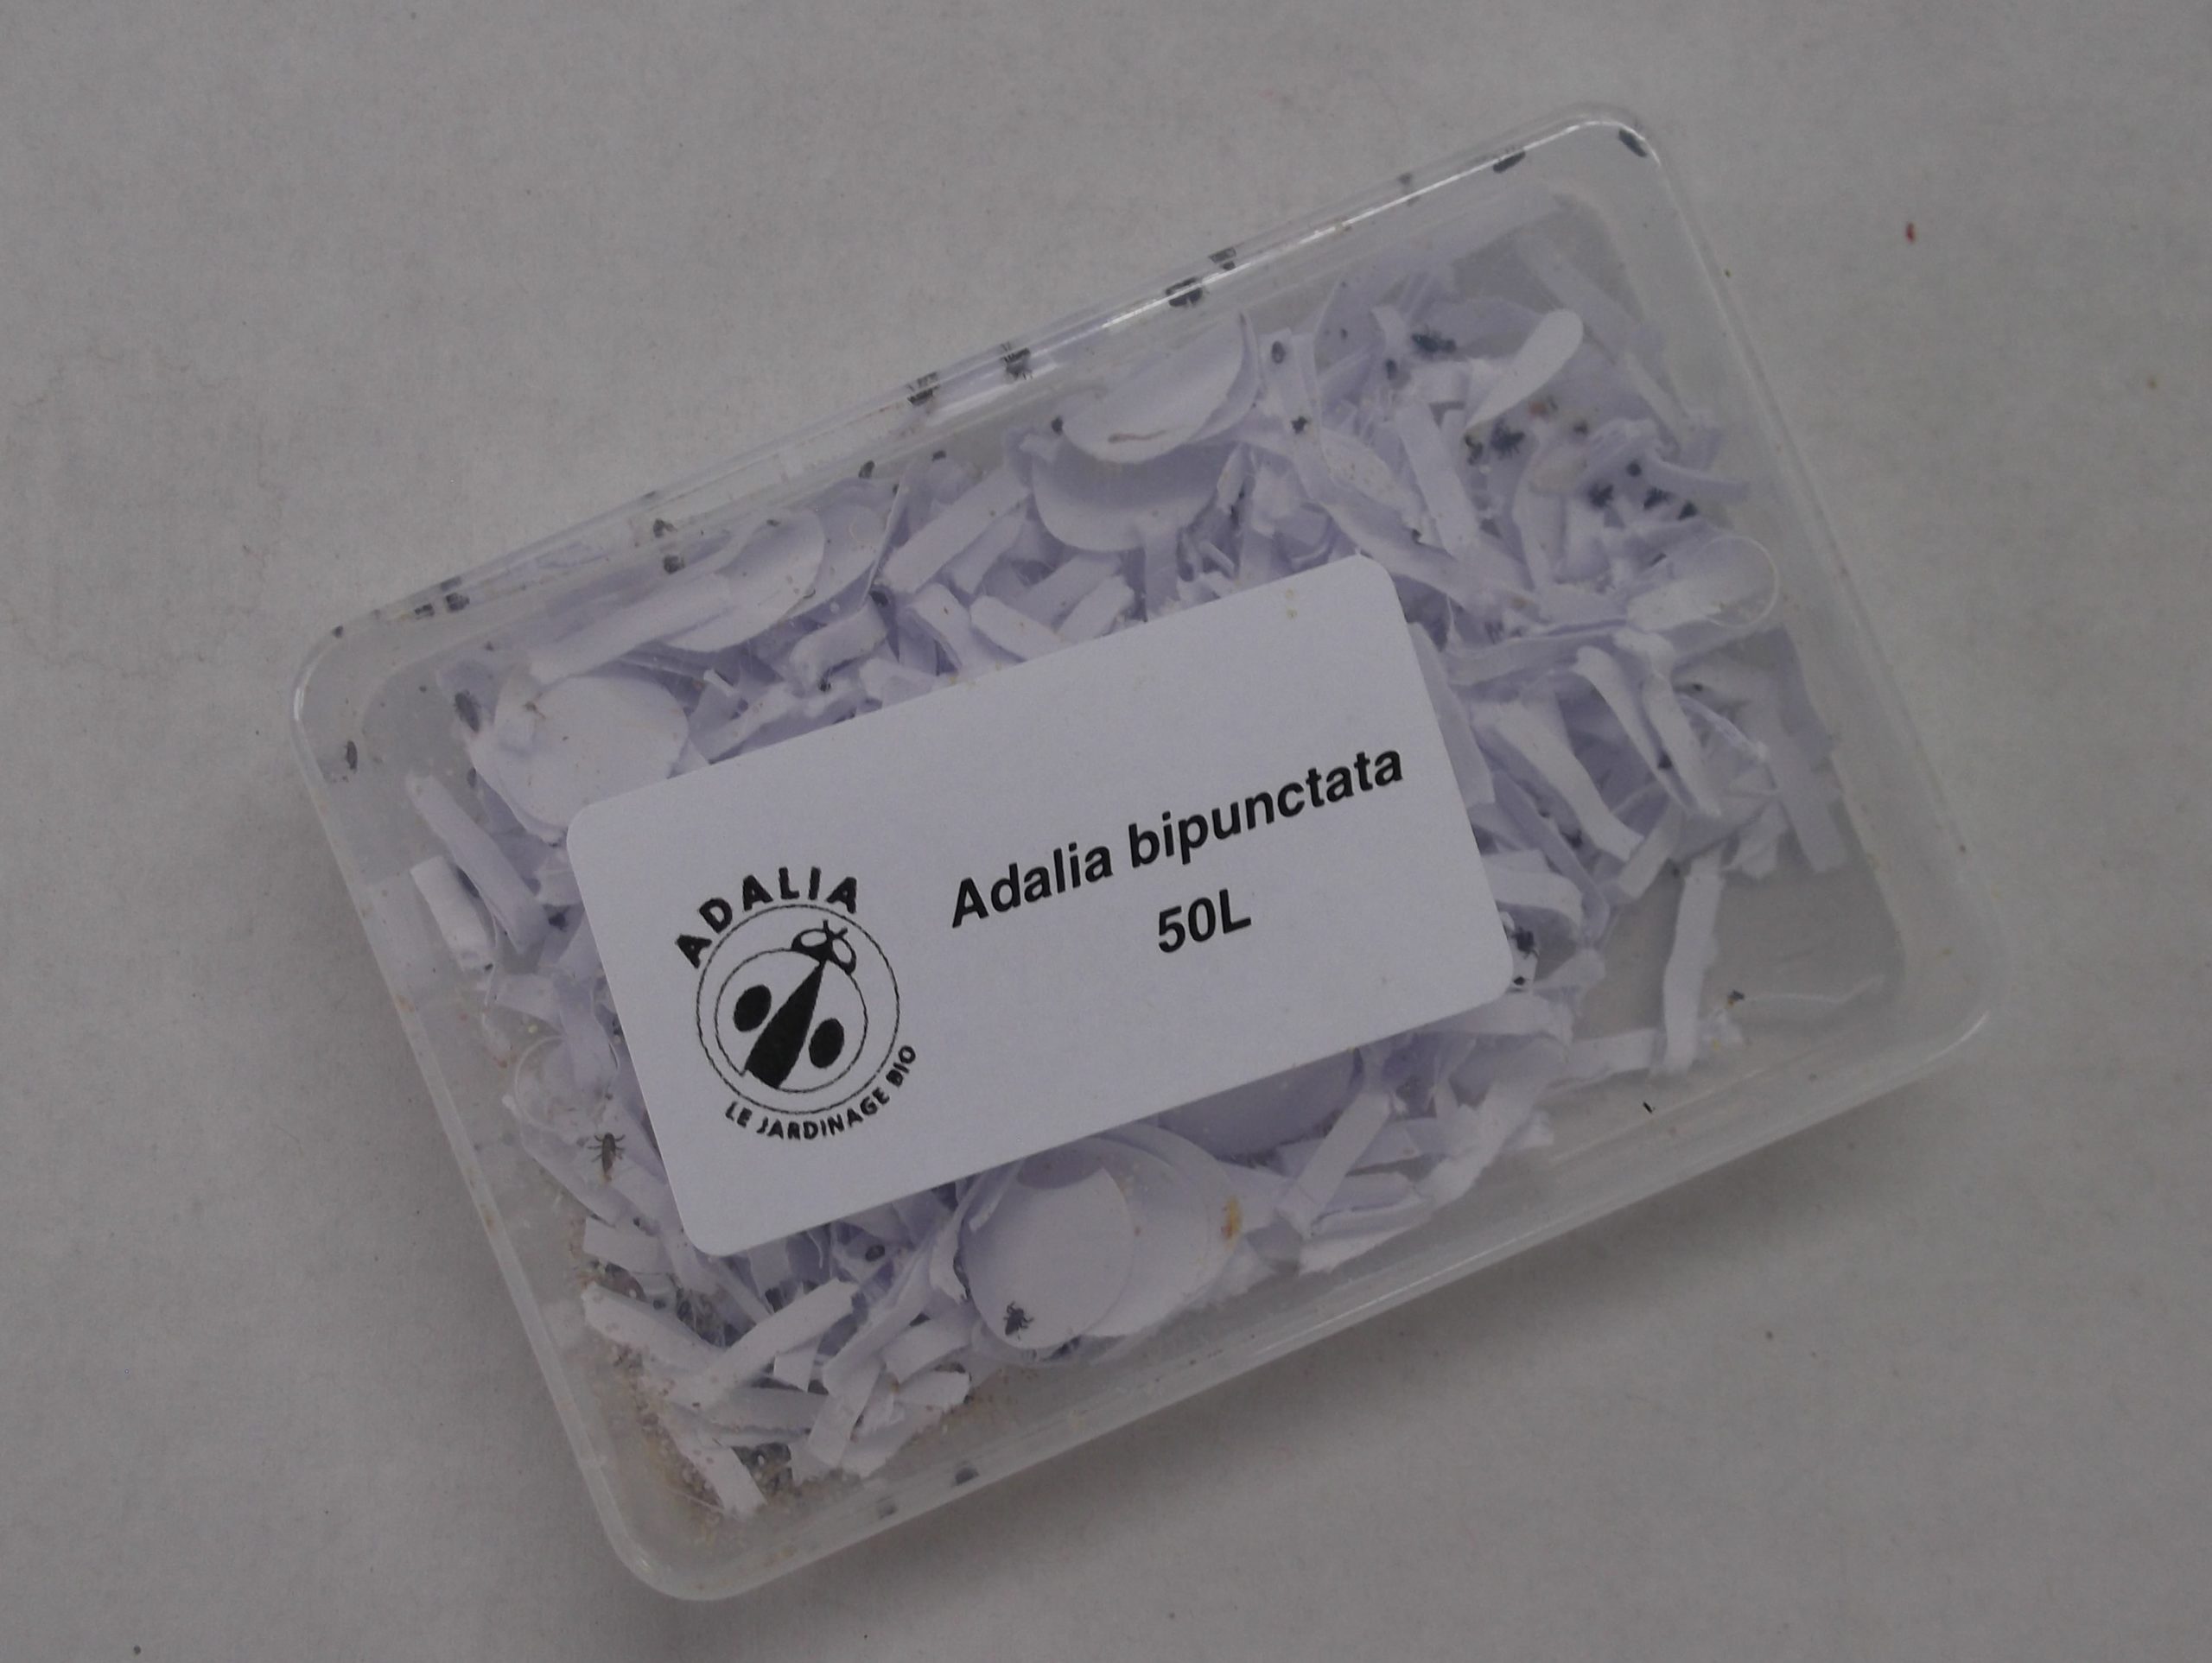 ADALIA
LE JARDINAGE BIO
Adalia bipunctata
50L